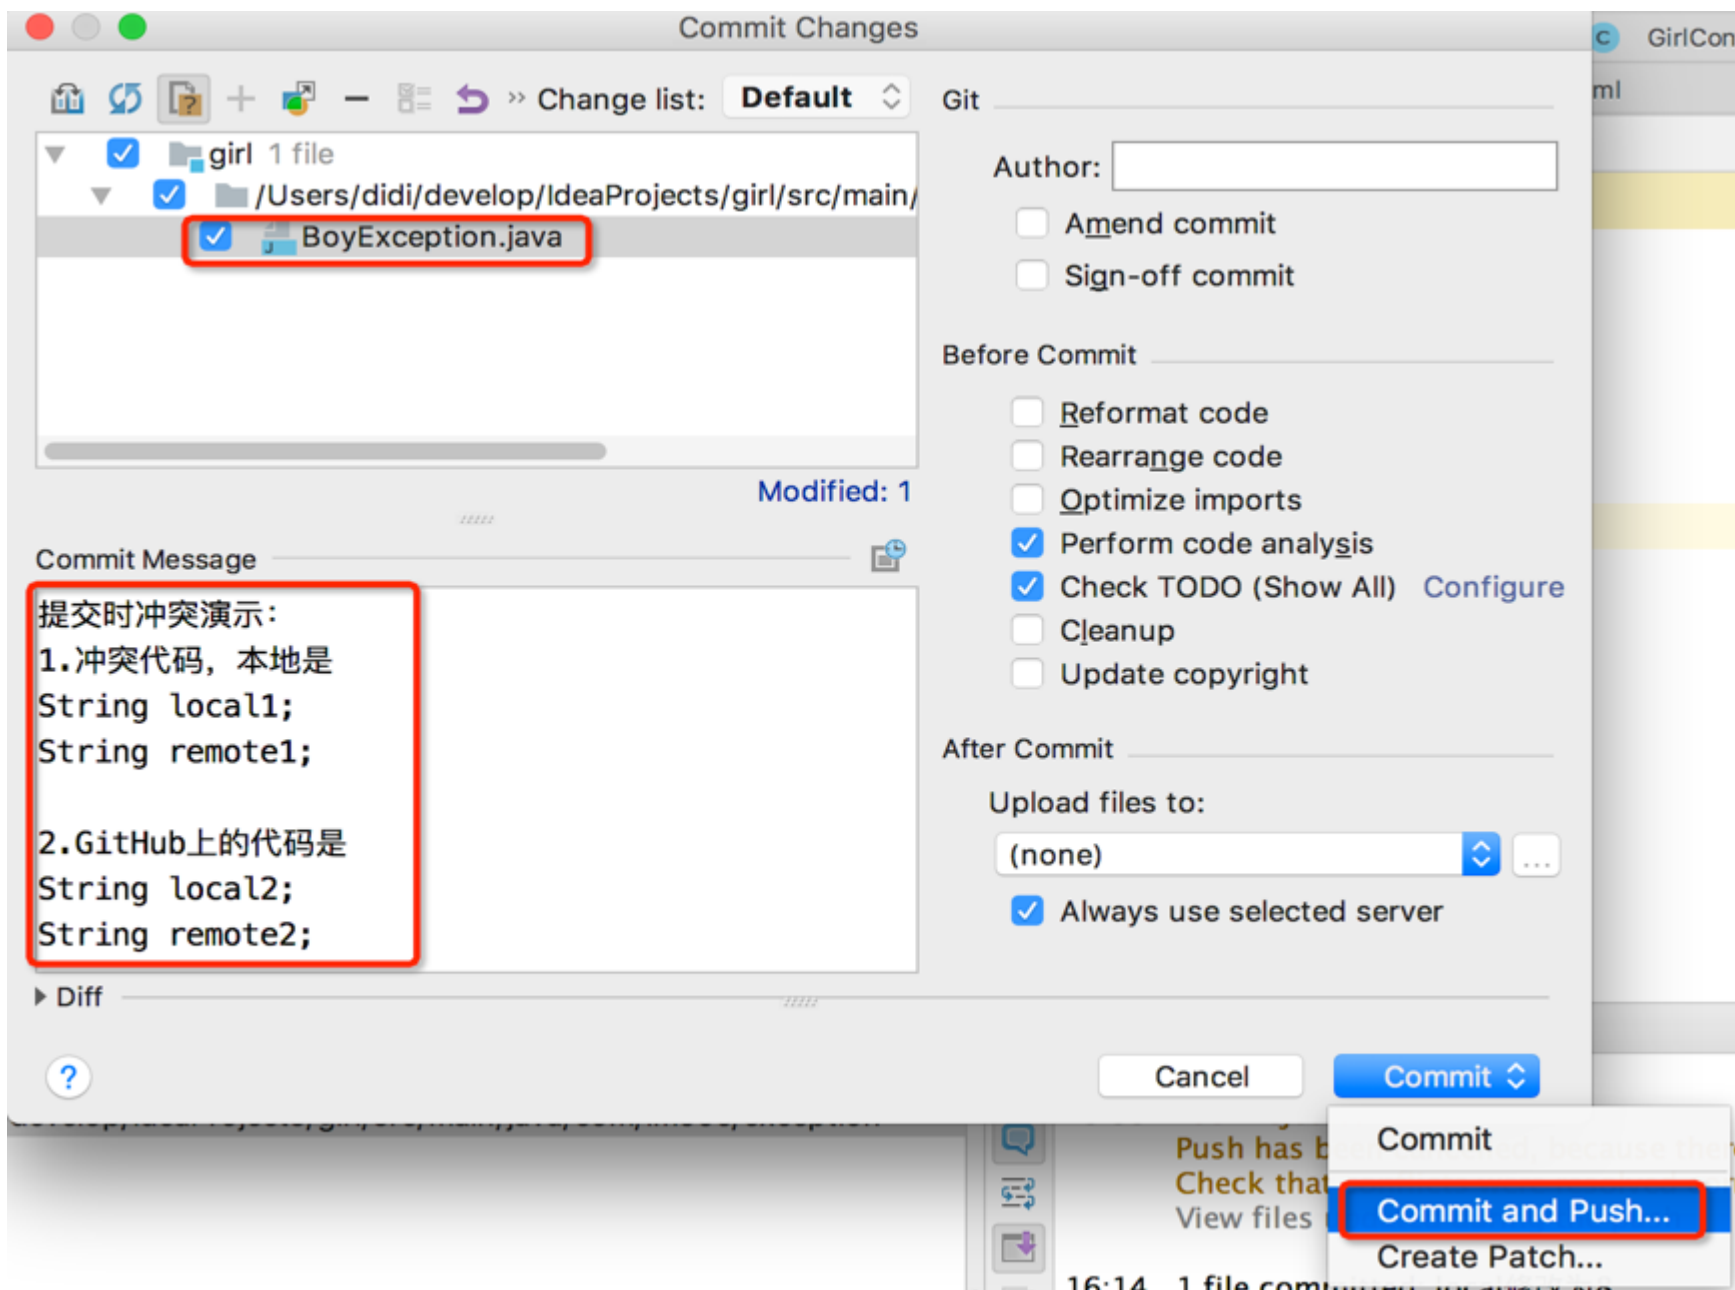 Commit Changes
GirlCon
ml
Change list: Default
girl 1 file
/Users/didi/develop/IdeaProjects/girl/src/main/
BoyException.java
Modified: 1
Commit Message
提交时冲突演示：
1.冲突代码，本地是
String local1;
String remote1;
2.GitHub上的代码是
String local2;
String remote2;
Diff
Git
Author:
Amend commit
Sign-off commit
Before Commit
Reformat code
Rearrange code
Optimize imports
Perform code analysis
Check TODO (Show All) Configure
Cleanup
Update copyright
After Commit
Upload files to:
(none)
...
Always use selected server
?
Cancel
Commit
Commit
Commit and Push...
Create Patch...
Push has
because
Check that
View files
16:14 1 file